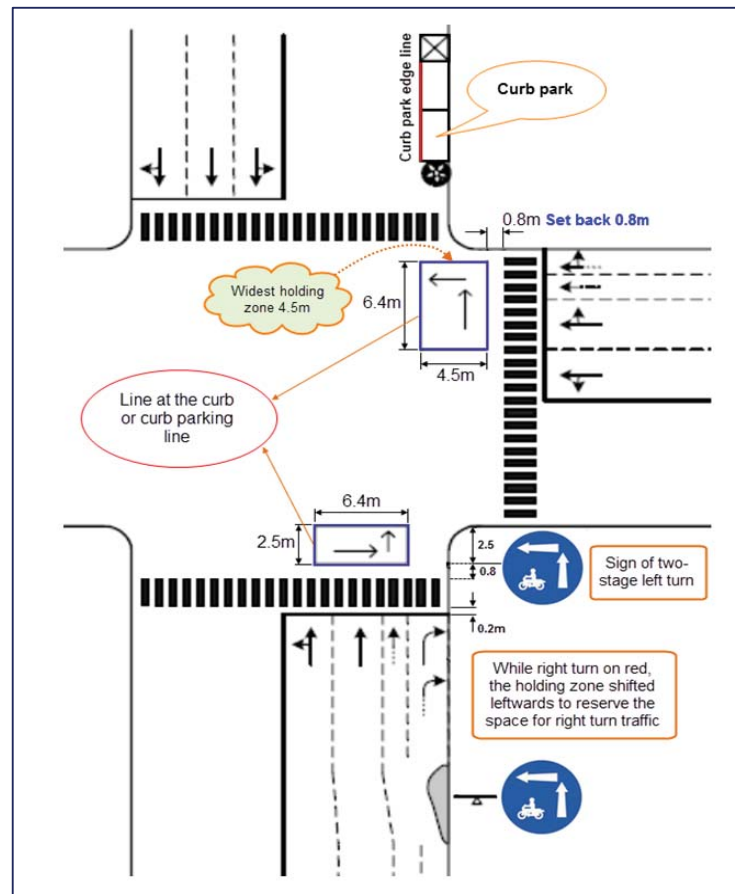 Curb park edge line
Curb park
0.8m Set back 0.8m
Widest holding
zone 4.5m
6.4m
4.5m
Line at the curb
or curb parking
line
6.4m
2.5m
2.5
0.8
0.2m
Sign of two-
stage left turn
While right turn on red,
the holding zone shifted
leftwards to reserve the
space for right turn traffic